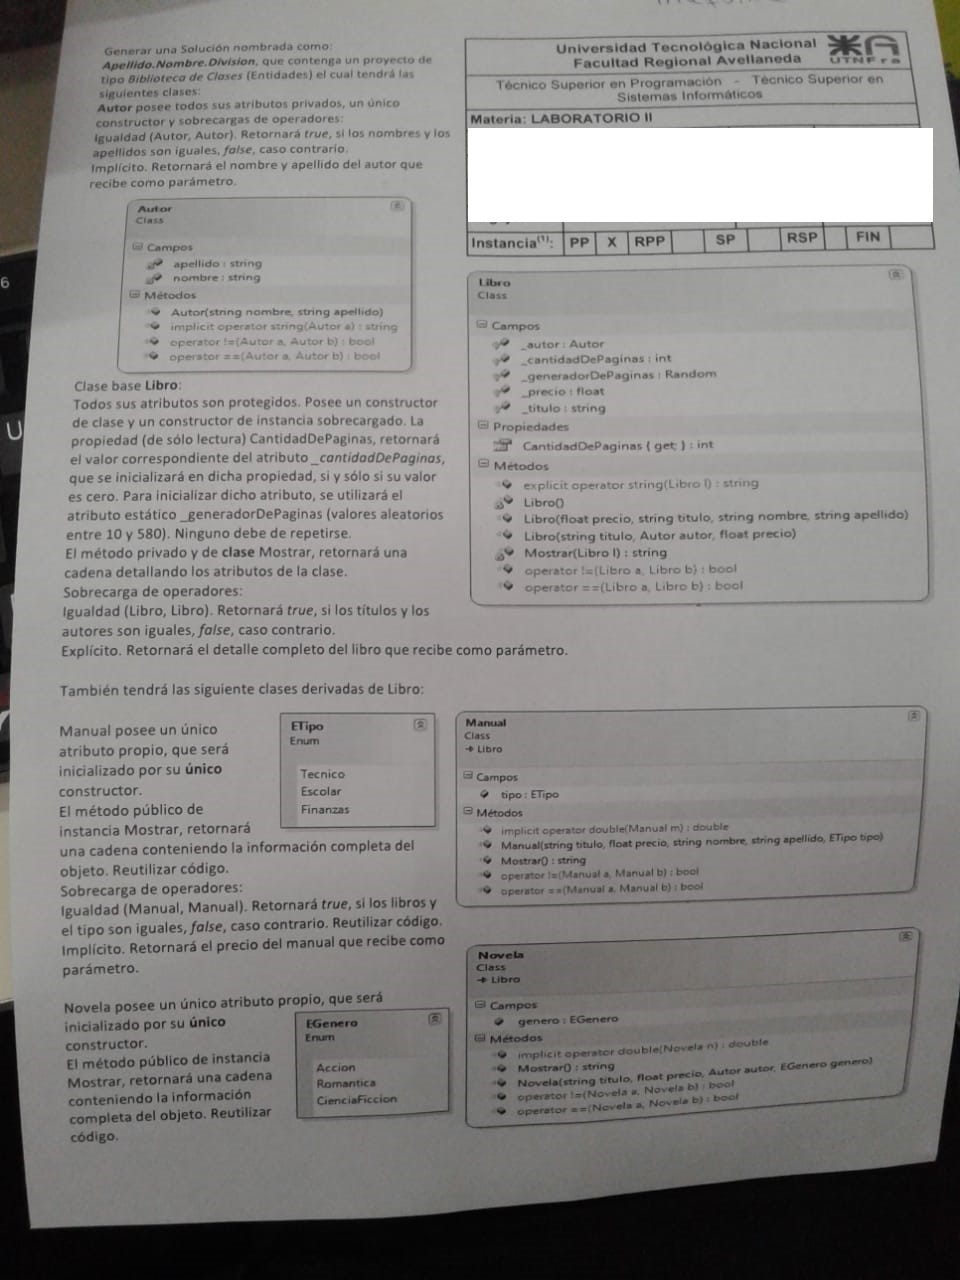 Generar una Solución nombrada como:
Apellido.Nombre.Division, que contenga un proyecto de
tipo Biblioteca de Clases (Entidades) el cual tendrá las
siguientes clases:
Autor posee todos sus atributos privados, un único
constructor y sobrecargas de operadores:
Igualdad (Autor, Autor). Retornará true, si los nombres y los
apellidos son iguales, false, caso contrario.
Implícito. Retornará el nombre y apellido del autor que
recibe como parámetro.
Universidad Tecnológica Nacional
Facultad Regional Avellaneda
UTNFra
Técnico Superior en Programación - Técnico Superior en
Sistemas Informáticos
Materia: LABORATORIO II
Instancia(1): PP X RPP SP RSP FIN
Autor
Class
Campos
apellido : string
nombre : string
Métodos
Autor(string nombre, string apellido)
implicit operator string(Autor a) : string
operator !=(Autor a, Autor b) : bool
operator ==(Autor a, Autor b) : bool
Clase base Libro:
Todos sus atributos son protegidos. Posee un constructor
de clase y un constructor de instancia sobrecargado. La
propiedad (de sólo lectura) CantidadDePaginas, retornará
el valor correspondiente del atributo _cantidadDePaginas,
que se inicializará en dicha propiedad, si y sólo si su valor
es cero. Para inicializar dicho atributo, se utilizará el
atributo estático _generadorDePaginas (valores aleatorios
entre 10 y 580). Ninguno debe de repetirse.
El método privado y de clase Mostrar, retornará una
cadena detallando los atributos de la clase.
Sobrecarga de operadores:
Igualdad (Libro, Libro). Retornará true, si los títulos y los
autores son iguales, false, caso contrario.
Explícito. Retornará el detalle completo del libro que recibe como parámetro.
Libro
Class
Campos
_autor : Autor
_cantidadDePaginas : int
_generadorDePaginas : Random
_precio : float
_titulo : string
Propiedades
CantidadDePaginas { get; } : int
Métodos
explicit operator string(Libro l) : string
Libro()
Libro(float precio, string titulo, string nombre, string apellido)
Libro(string titulo, Autor autor, float precio)
Mostrar(Libro l) : string
operator !=(Libro a, Libro b) : bool
operator ==(Libro a, Libro b) : bool
También tendrá las siguiente clases derivadas de Libro:
Manual posee un único
atributo propio, que será
inicializado por su único
constructor.
El método público de
instancia Mostrar, retornará
una cadena conteniendo la información completa del
objeto. Reutilizar código.
Sobrecarga de operadores:
Igualdad (Manual, Manual). Retornará true, si los libros y
el tipo son iguales, false, caso contrario. Reutilizar código.
Implícito. Retornará el precio del manual que recibe como
parámetro.
ETipo
Enum
Tecnico
Escolar
Finanzas
Manual
Class
Libro
Campos
tipo : ETipo
Métodos
implicit operator double(Manual m) : double
Manual(string titulo, float precio, string nombre, string apellido, ETipo tipo)
Mostrar() : string
operator !=(Manual a, Manual b) : bool
operator ==(Manual a, Manual b) : bool
Novela posee un único atributo propio, que será
inicializado por su único
constructor.
El método público de instancia
Mostrar, retornará una cadena
conteniendo la información
completa del objeto. Reutilizar
código.
EGenero
Enum
Accion
Romantica
CienciaFiccion
Novela
Class
Libro
Campos
genero : EGenero
Métodos
implicit operator double(Novela n) : double
Mostrar() : string
Novela(string titulo, float precio, Autor autor, EGenero genero)
operator !=(Novela a, Novela b) : bool
operator ==(Novela a, Novela b) : bool